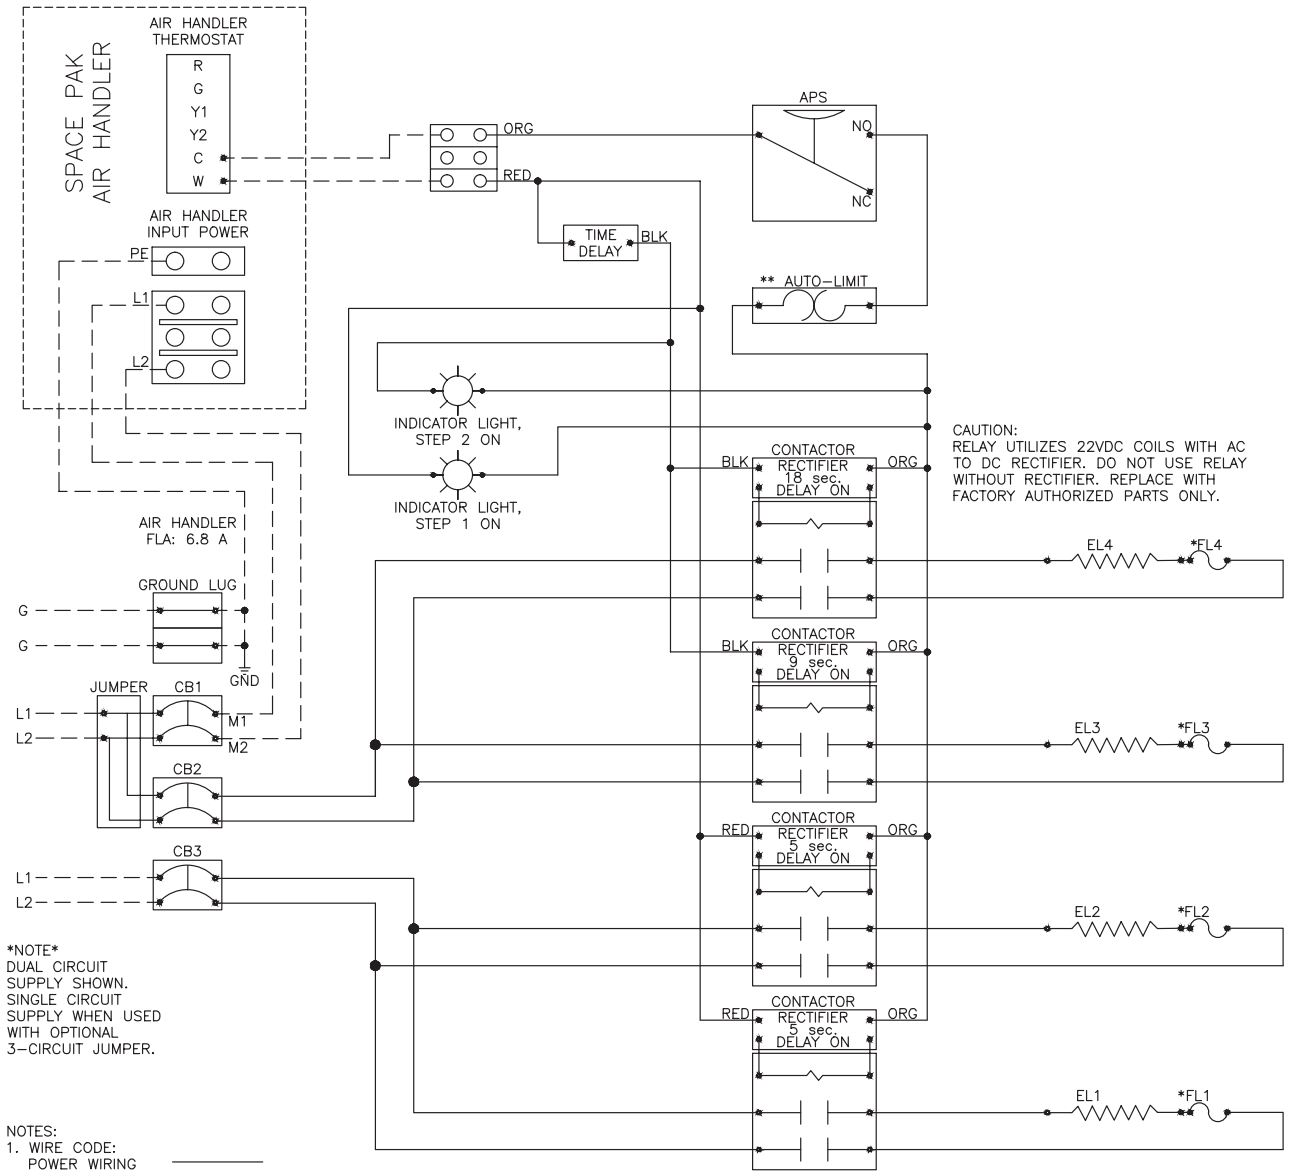 SPACE PAK
AIR HANDLER
AIR HANDLER
THERMOSTAT
R
G
Y1
Y2
C
W
AIR HANDLER
INPUT POWER
PE
L1
L2
ORG
RED
TIME
DELAY
BLK
APS
NO
NC
** AUTO-LIMIT
INDICATOR LIGHT,
STEP 2 ON
INDICATOR LIGHT,
STEP 1 ON
CAUTION:
RELAY UTILIZES 22VDC COILS WITH AC
TO DC RECTIFIER. DO NOT USE RELAY
WITHOUT RECTIFIER. REPLACE WITH
FACTORY AUTHORIZED PARTS ONLY.
CONTACTOR
BLK
RECTIFIER
18 sec.
DELAY ON
ORG
EL4
*FL4
AIR HANDLER
FLA: 6.8 A
GROUND LUG
G
G
GND
CONTACTOR
BLK
RECTIFIER
9 sec.
DELAY ON
ORG
EL3
*FL3
JUMPER
CB1
L1
L2
M1
M2
CB2
CONTACTOR
RED
RECTIFIER
5 sec.
DELAY ON
ORG
EL2
*FL2
CB3
L1
L2
*NOTE*
DUAL CIRCUIT
SUPPLY SHOWN.
SINGLE CIRCUIT
SUPPLY WHEN USED
WITH OPTIONAL
3-CIRCUIT JUMPER.
CONTACTOR
RED
RECTIFIER
5 sec.
DELAY ON
ORG
EL1
*FL1
NOTES:
1. WIRE CODE:
POWER WIRING